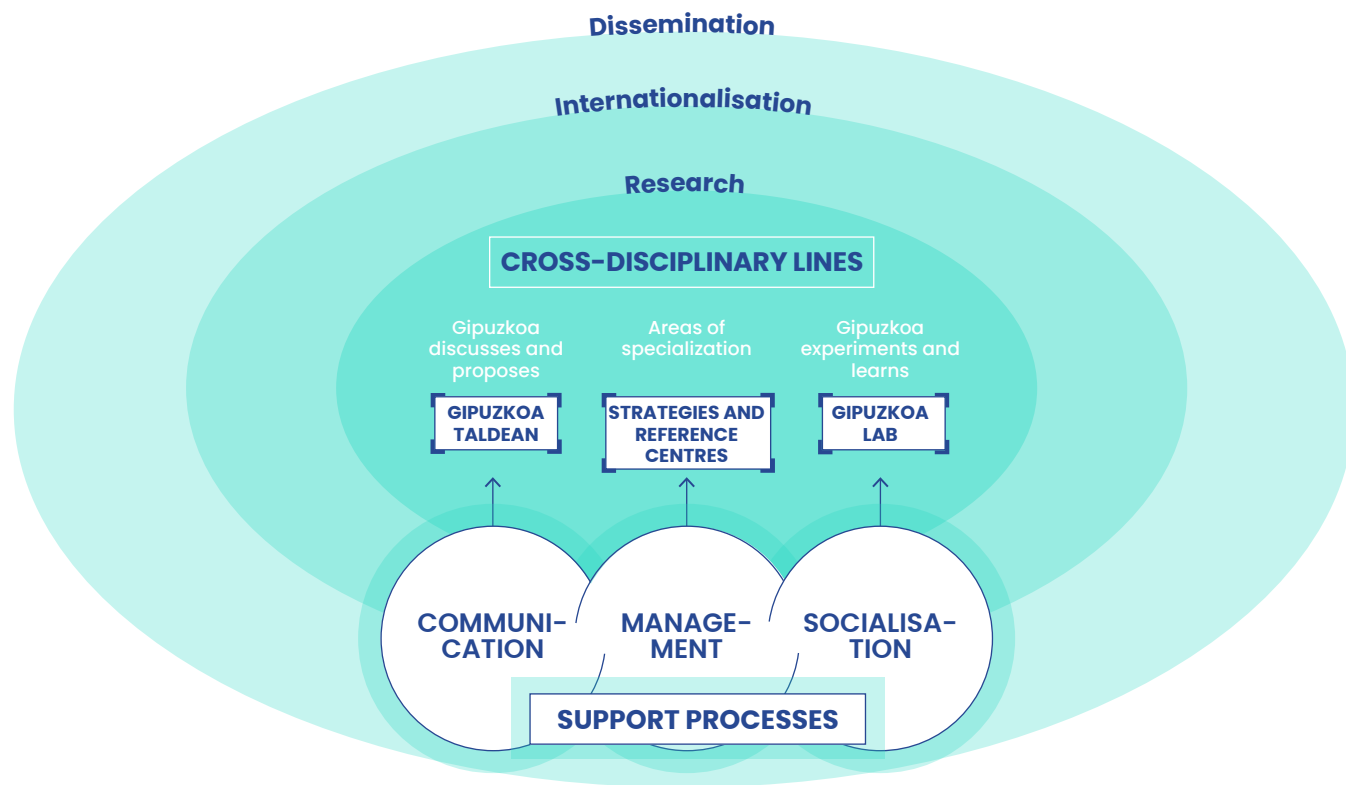 Dissemination
Internationalisation
Research
CROSS-DISCIPLINARY LINES
Gipuzkoa
discusses and
proposes
Areas of
specialization
Gipuzkoa
experiments and
learns
GIPUZKOA
TALDEAN
STRATEGIES AND
REFERENCE
CENTRES
GIPUZKOA
LAB
COMMUNI-
CATION
MANAGE-
MENT
SOCIALISA-
TION
SUPPORT PROCESSES